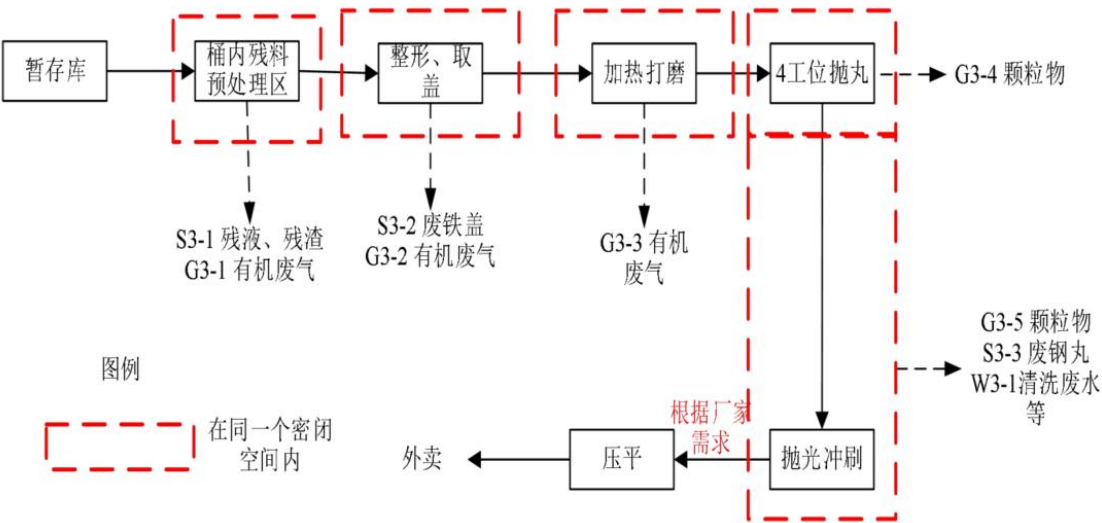 暂存库
桶内残料
预处理区
整形、取
盖
加热打磨
4工位抛丸
G3-4 颗粒物
S3-1 残液、残渣
G3-1 有机废气
S3-2 废铁盖
G3-2 有机废气
G3-3 有机
废气
G3-5 颗粒物
S3-3 废钢丸
W3-1清洗废水
等
图例
在同一个密闭
空间内
外卖
压平
根据厂家
需求
抛光冲刷